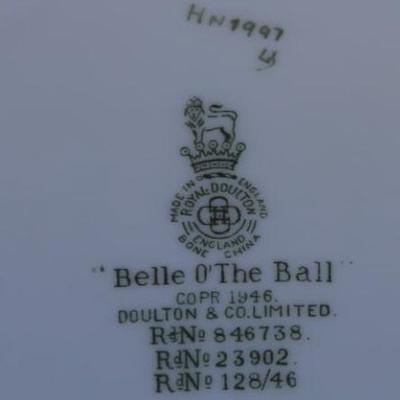 HN1997
MADE IN ENGLAND
ROYAL DOULTON
ENGLAND
BONE CHINA
"Belle O'The Ball"
COPR 1946.
DOULTON & CO. LIMITED.
RdNo 846738.
RdNo 23902.
RdNo 128/46